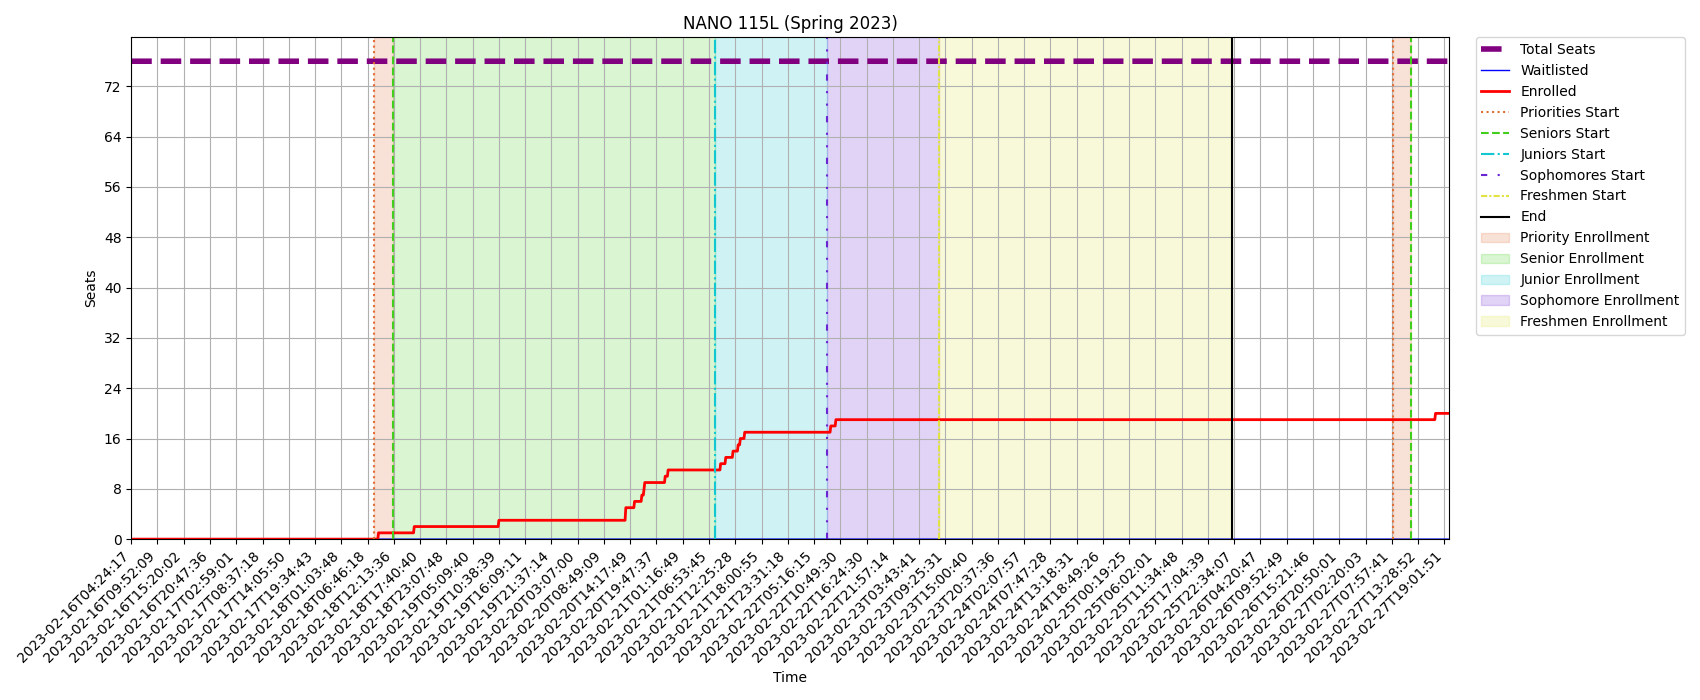 NANO 115L (Spring 2023)
Seats
72
64
56
48
40
32
24
16
8
0
2023-02-16T04:24:17
2023-02-16T09:52:09
2023-02-16T15:20:02
2023-02-16T20:47:36
2023-02-17T02:59:01
2023-02-17T08:37:18
2023-02-17T14:05:50
2023-02-17T19:34:43
2023-02-18T01:03:48
2023-02-18T06:46:18
2023-02-18T12:13:36
2023-02-18T17:40:40
2023-02-18T23:07:48
2023-02-19T05:09:40
2023-02-19T10:38:39
2023-02-19T16:09:11
2023-02-19T21:37:14
2023-02-20T03:07:00
2023-02-20T08:49:09
2023-02-20T14:17:49
2023-02-20T19:47:37
2023-02-21T01:16:49
2023-02-21T06:53:45
2023-02-21T12:25:28
2023-02-21T18:00:55
2023-02-21T23:31:18
2023-02-22T05:16:15
2023-02-22T10:49:30
2023-02-22T16:24:30
2023-02-22T21:57:14
2023-02-23T03:43:41
2023-02-23T09:25:31
2023-02-23T15:00:40
2023-02-23T20:37:36
2023-02-24T02:07:57
2023-02-24T07:47:28
2023-02-24T13:18:31
2023-02-24T18:49:26
2023-02-25T00:19:25
2023-02-25T06:02:01
2023-02-25T11:34:48
2023-02-25T17:04:39
2023-02-25T22:34:07
2023-02-26T04:20:47
2023-02-26T09:52:49
2023-02-26T15:21:46
2023-02-26T20:50:01
2023-02-27T02:20:03
2023-02-27T07:57:41
2023-02-27T13:28:52
2023-02-27T19:01:51
Time
Total Seats
Waitlisted
Enrolled
Priorities Start
Seniors Start
Juniors Start
Sophomores Start
Freshmen Start
End
Priority Enrollment
Senior Enrollment
Junior Enrollment
Sophomore Enrollment
Freshmen Enrollment